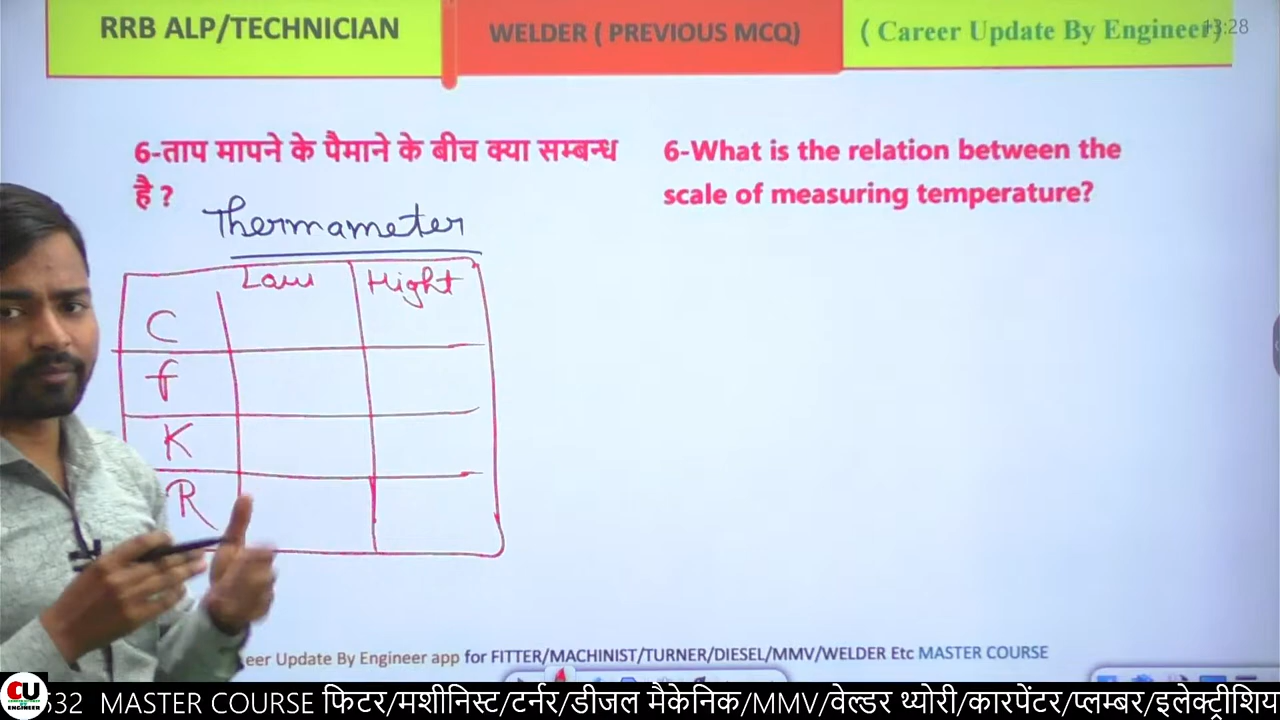 RRB ALP/TECHNICIAN
WELDER ( PREVIOUS MCQ)
( Career Update By Engineer)
13:28
6-ताप मापने के पैमाने के बीच क्या सम्बन्ध
है ?
6-What is the relation between the
scale of measuring temperature?
Thermameter
Law Hight
C
f
K
R
eer Update By Engineer app for FITTER/MACHINIST/TURNER/DIESEL/MMV/WELDER Etc MASTER COURSE
CU
ENGINEER
532 MASTER COURSE फिटर/मशीनिस्ट/टर्नर/डीजल मैकेनिक/MMV/वेल्डर थ्योरी/कारपेंटर/प्लम्बर/इलेक्ट्रीशिय